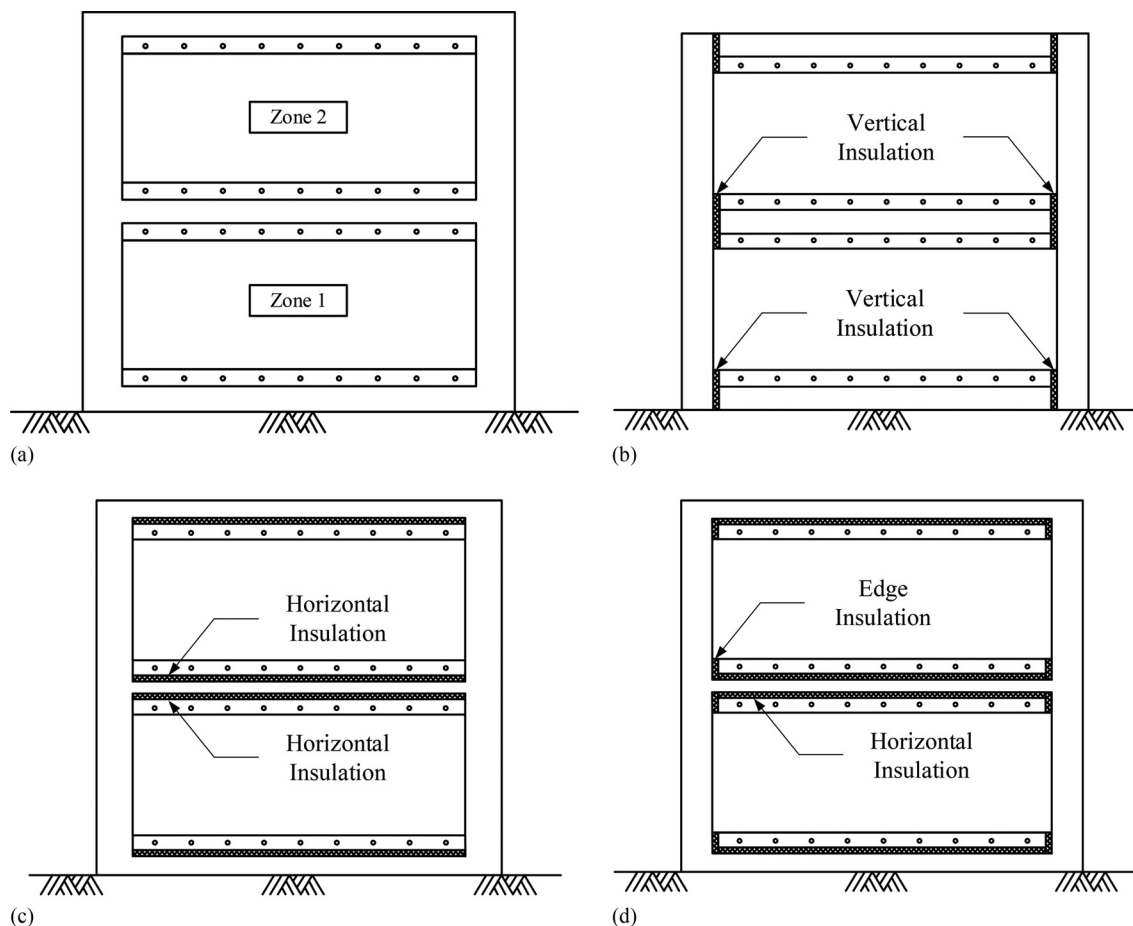 Zone 2
Zone 1
(a)
Vertical
Insulation
Vertical
Insulation
(b)
Horizontal
Insulation
Horizontal
Insulation
(c)
Edge
Insulation
Horizontal
Insulation
(d)